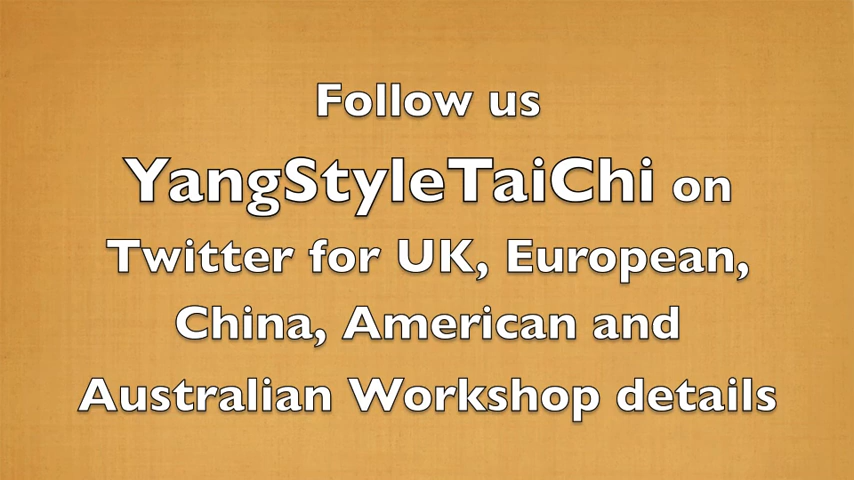 Follow us
YangStyleTaiChi on
Twitter for UK, European,
China, American and
Australian Workshop details